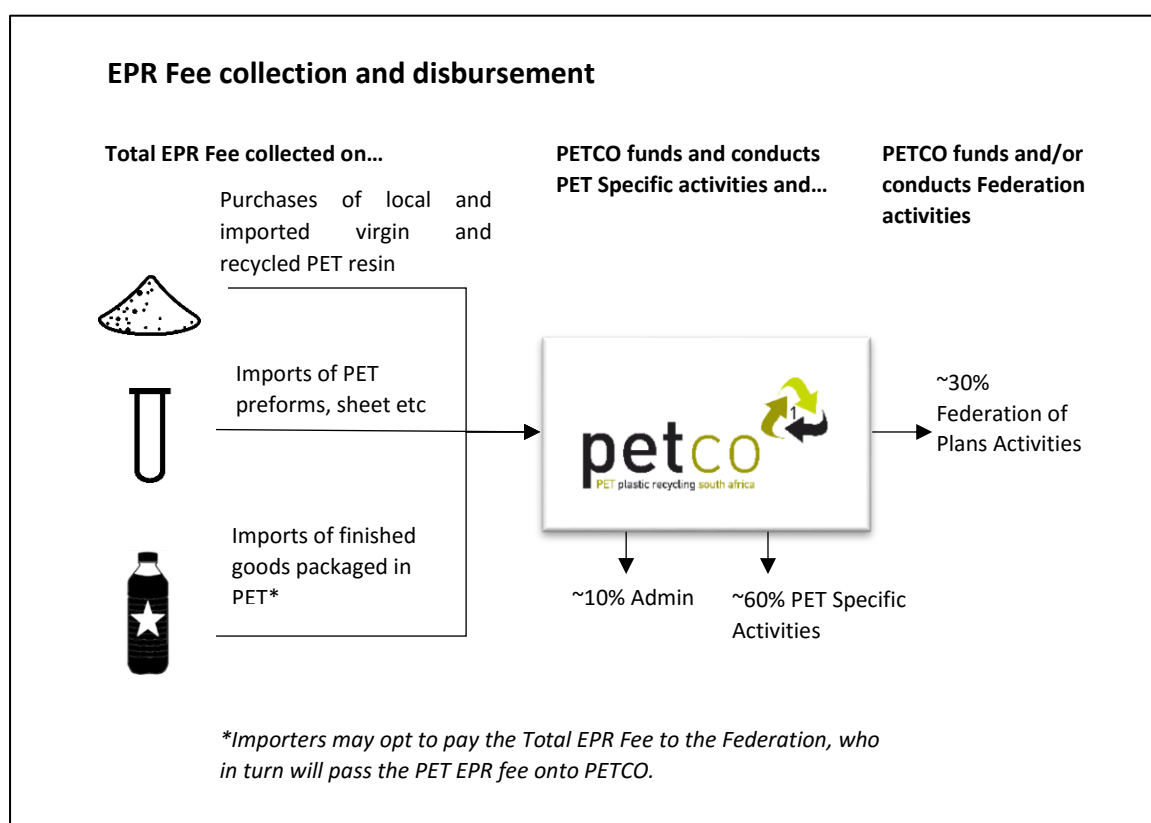 EPR Fee collection and disbursement
Total EPR Fee collected on…
PETCO funds and conducts
PET Specific activities and…
PETCO funds and/or
conducts Federation
activities
Purchases of local and
imported virgin and
recycled PET resin
Imports of PET
preforms, sheet etc
Imports of finished
goods packaged in
PET*
1
petco
PET plastic recycling south africa
~30%
Federation of
Plans Activities
~10% Admin
~60% PET Specific
Activities
*Importers may opt to pay the Total EPR Fee to the Federation, who
in turn will pass the PET EPR fee onto PETCO.